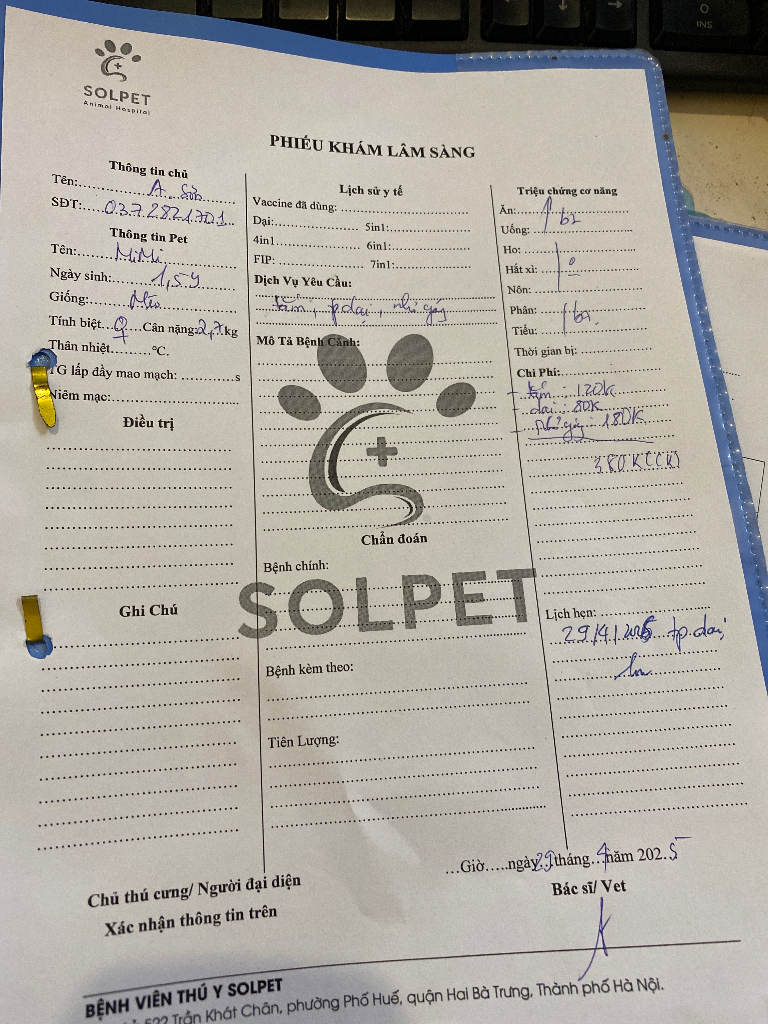 INS
SOLPET
Animal Hospital
PHIẾU KHÁM LÂM SÀNG
Thông tin chủ
Tên: A
SĐT: 0372821701
Thông tin Pet
Tên: MiMi
Ngày sinh: 1,5y
Giống: Mèo
Tính biệt ♀ Cân nặng: 2,7 kg
Thân nhiệt °C.
TG lấp đầy mao mạch: s
Niêm mạc:
Điều trị
Ghi Chú
Lịch sử y tế
Vaccine đã dùng:
Dại: 5in1:
4in1 6in1:
FIP: 7in1:
Dịch Vụ Yêu Cầu:
tắm, p dại, nhỏ gáy
Mô Tả Bệnh Cảnh:
SOLPET
Chẩn đoán
Bệnh chính:
Bệnh kèm theo:
Tiên Lượng:
Triệu chứng cơ năng
Ăn:
Uống: bt
Ho:
Hắt xì: 0
Nôn:
Phân: bt
Tiểu:
Thời gian bị:
Chi Phí:
- tắm: 120K
- dại: 80K
- nhỏ gáy: 180K
380K (CK)
Lịch hẹn:
29/4/2026 tp. dại
Giờ ngày 29 tháng 4 năm 2025
Chủ thú cưng/ Người đại diện
Xác nhận thông tin trên
Bác sĩ/ Vet
BỆNH VIỆN THÚ Y SOLPET
522 Trần Khát Chân, phường Phố Huế, quận Hai Bà Trưng, Thành phố Hà Nội.